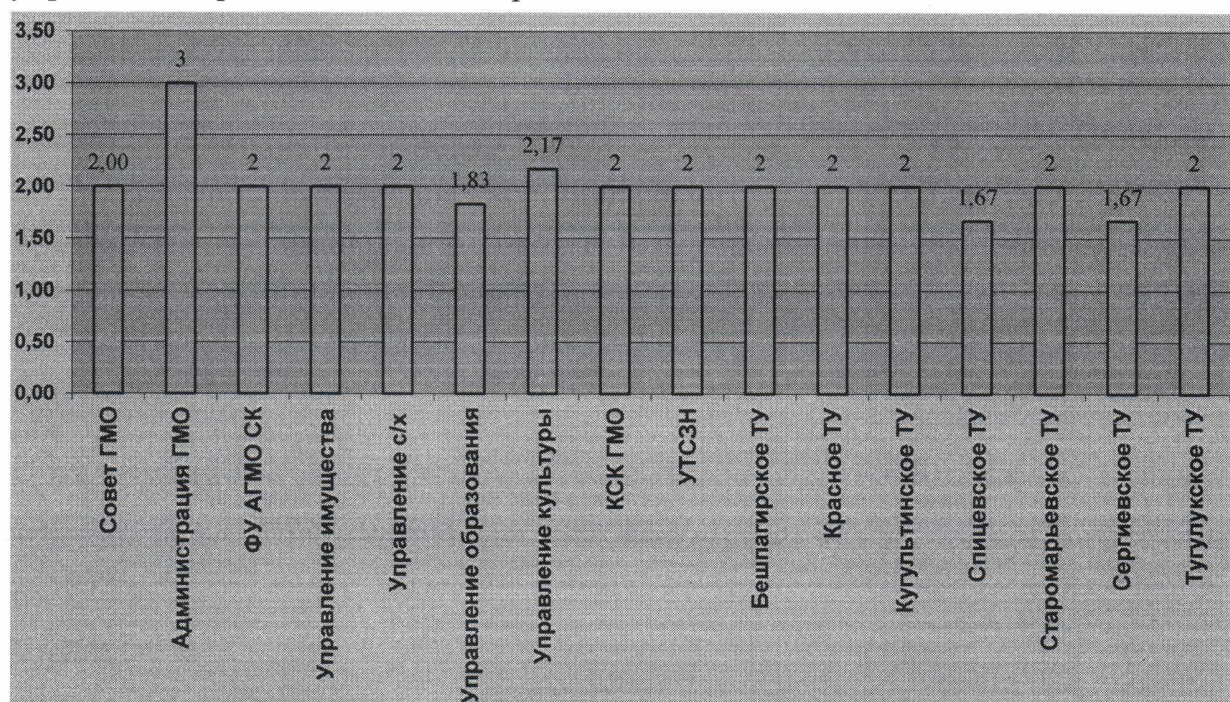 3,50
3,00
2,50
2,00
1,50
1,00
0,50
0,00
2,00
3
2
2
2
1,83
2,17
2
2
2
2
2
1,67
2
1,67
2
Совет ГМО
Администрация ГМО
ФУ АГМО СК
Управление имущества
Управление с/х
Управление образования
Управление культуры
КСК ГМО
УТСЗН
Бешпагирское ТУ
Красное ТУ
Кугультинское ТУ
Спицевское ТУ
Старомарьевское ТУ
Сергиевское ТУ
Тугулукское ТУ